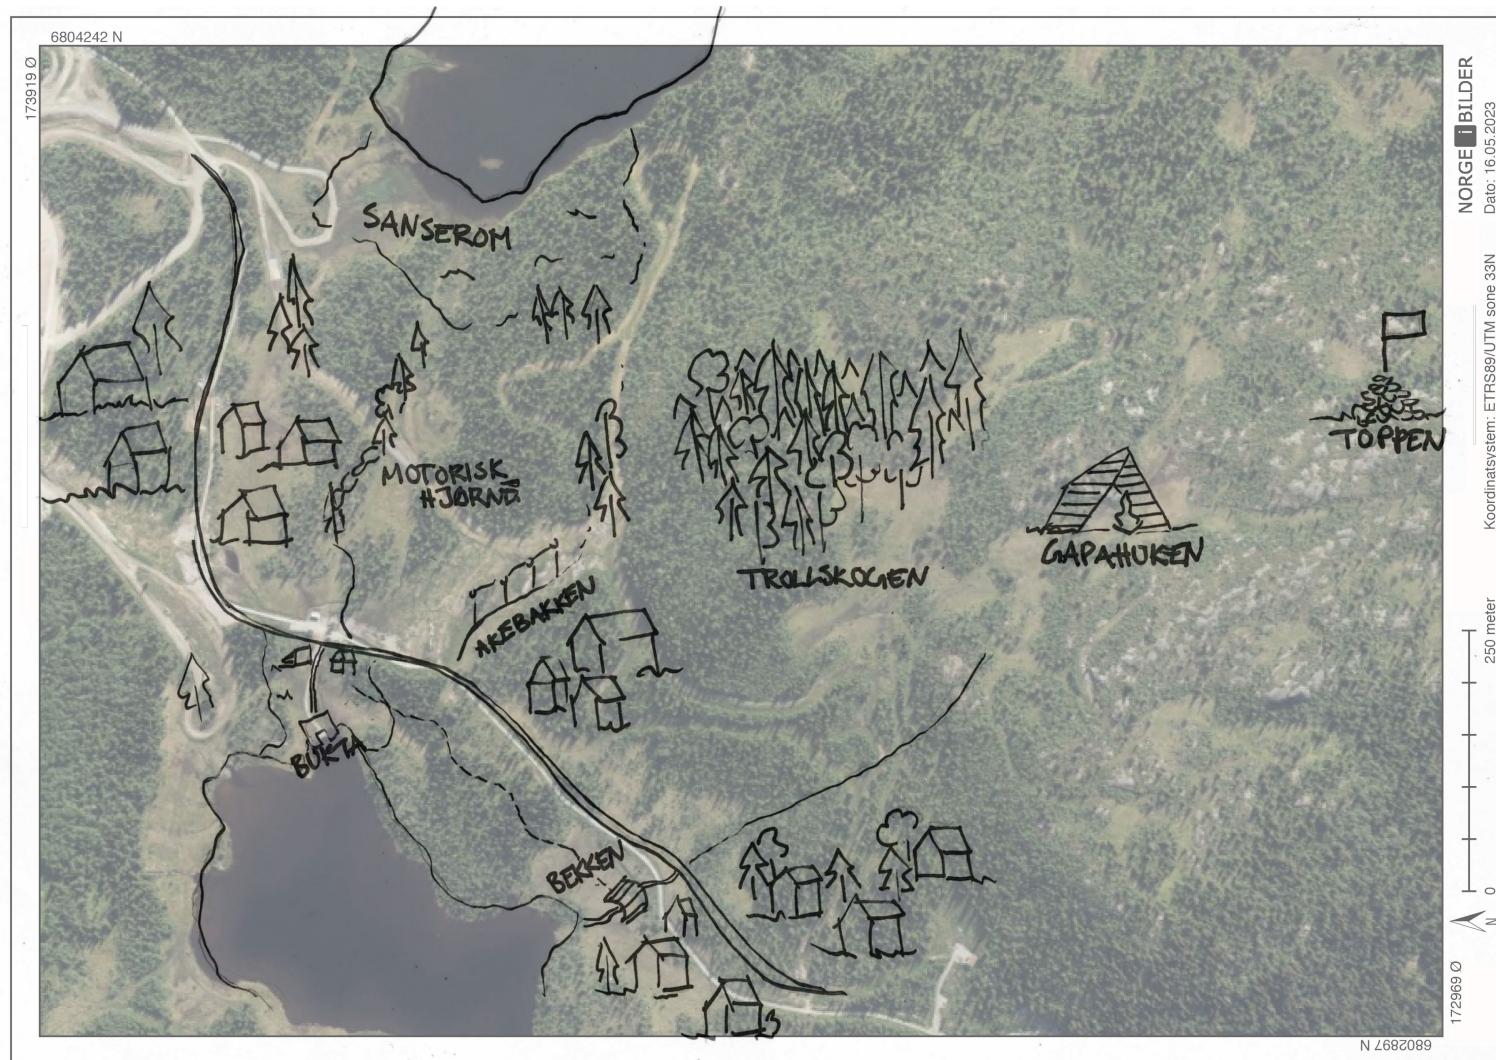 6804242 N
173919 Ø
NORGE i BILDER
Dato: 16.05.2023
Koordinatsystem: ETRS89/UTM sone 33N
SANSEROM
TOPPEN
MOTORISK
HJØRNE
GAPAHUKEN
TROLLSKOGEN
AKEBAKKEN
250 meter
0
N
BUKTA
BEKKEN
172969 Ø
6802897 N